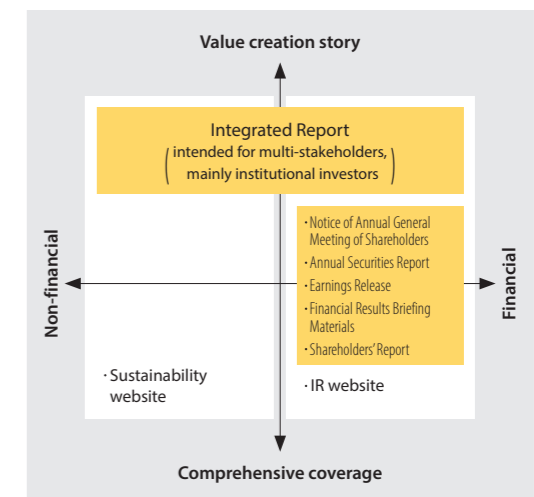 Value creation story
Integrated Report
(intended for multi-stakeholders,
mainly institutional investors)
Non-financial
・Notice of Annual General
Meeting of Shareholders
・Annual Securities Report
・Earnings Release
・Financial Results Briefing
Materials
・Shareholders' Report
Financial
・Sustainability
website
・IR website
Comprehensive coverage